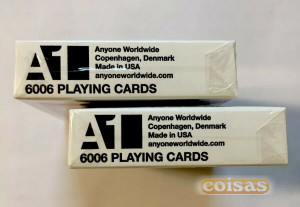 A1
Anyone Worldwide
Copenhagen, Denmark
Made in USA
anyoneworldwide.com
6006 PLAYING CARDS
A1
Anyone Worldwide
Copenhagen, Denmark
Made in USA
anyoneworldwide.com
6006 PLAYING CARDS
coisas